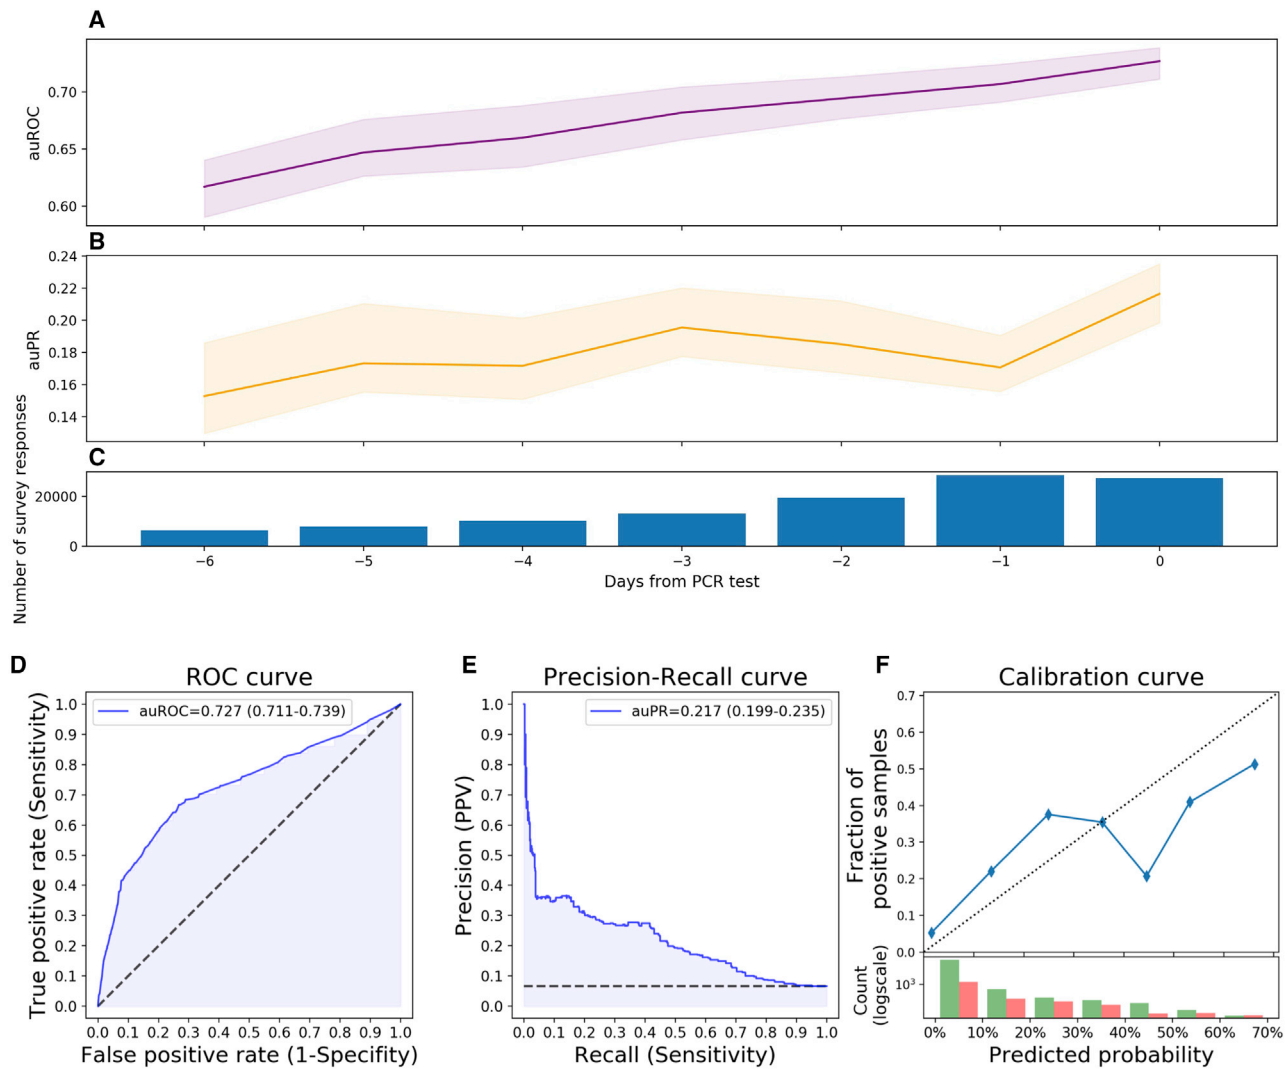 A
auROC
0.70
0.65
0.60
B
auPR
0.24
0.22
0.20
0.18
0.16
0.14
C
Number of survey responses
20000
0
−6 −5 −4 −3 −2 −1 0
Days from PCR test
D
ROC curve
True positive rate (Sensitivity)
auROC=0.727 (0.711-0.739)
1.0
0.9
0.8
0.7
0.6
0.5
0.4
0.3
0.2
0.1
0.0
0.0 0.1 0.2 0.3 0.4 0.5 0.6 0.7 0.8 0.9 1.0
False positive rate (1-Specifity)
E
Precision-Recall curve
Precision (PPV)
auPR=0.217 (0.199-0.235)
1.0
0.9
0.8
0.7
0.6
0.5
0.4
0.3
0.2
0.1
0.0
0.0 0.1 0.2 0.3 0.4 0.5 0.6 0.7 0.8 0.9 1.0
Recall (Sensitivity)
F
Calibration curve
Fraction of
positive samples
0.7
0.6
0.5
0.4
0.3
0.2
0.1
0.0
Count
(logscale)
10³
0% 10% 20% 30% 40% 50% 60% 70%
Predicted probability